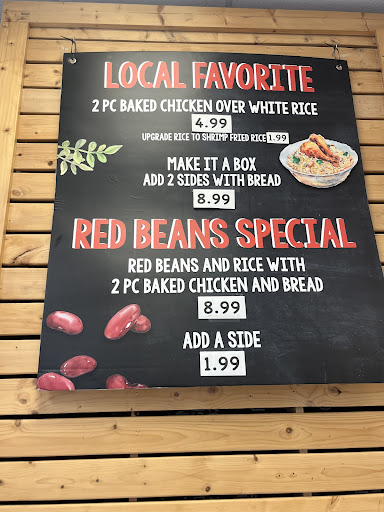 LOCAL FAVORITE
2 PC BAKED CHICKEN OVER WHITE RICE
4.99
UPGRADE RICE TO SHRIMP FRIED RICE 1.99
MAKE IT A BOX
ADD 2 SIDES WITH BREAD
8.99
RED BEANS SPECIAL
RED BEANS AND RICE WITH
2 PC BAKED CHICKEN AND BREAD
8.99
ADD A SIDE
1.99